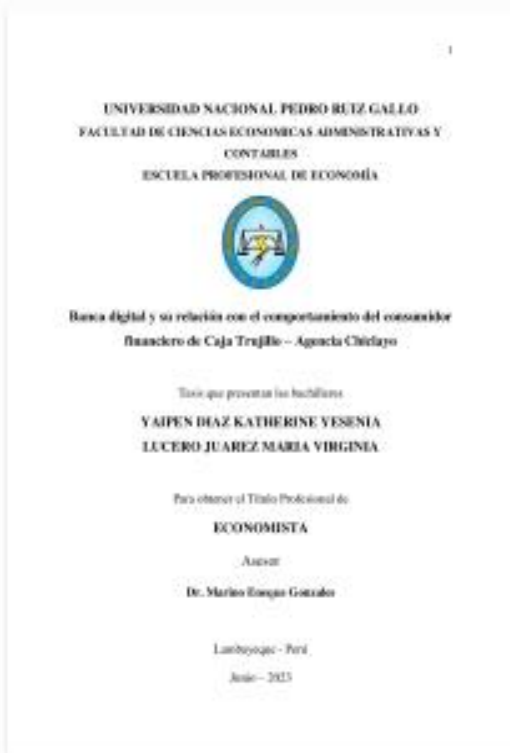 1
UNIVERSIDAD NACIONAL PEDRO RUIZ GALLO
FACULTAD DE CIENCIAS ECONOMICAS ADMINISTRATIVAS Y
CONTABLES
ESCUELA PROFESIONAL DE ECONOMÍA
Banca digital y su relación con el comportamiento del consumidor
financiero de Caja Trujillo – Agencia Chiclayo
Tesis que presentan los bachilleres
YAIPEN DIAZ KATHERINE YESENIA
LUCERO JUAREZ MARIA VIRGINIA
Para obtener el Título Profesional de
ECONOMISTA
Asesor
Dr. Marino Eneque Gonzales
Lambayeque - Perú
Junio – 2023